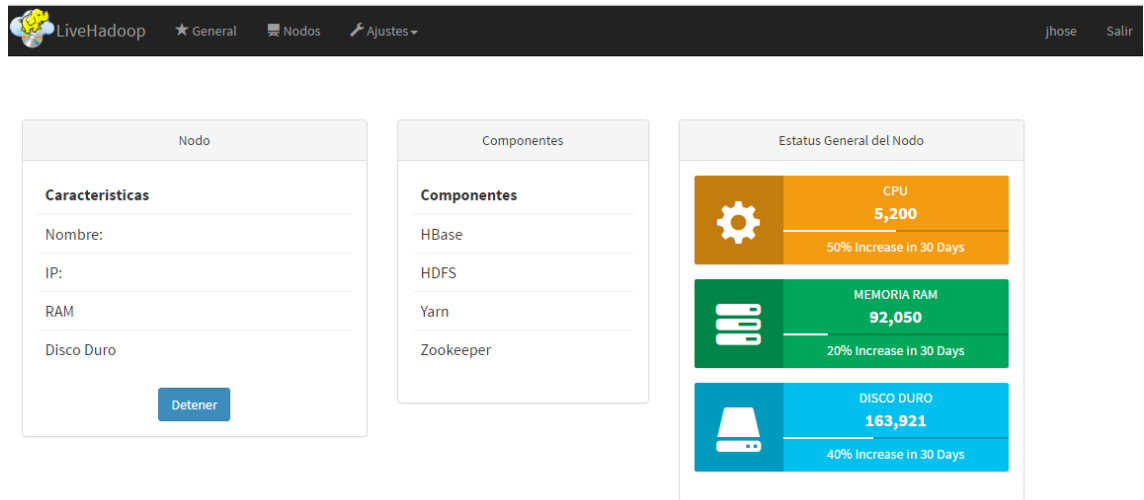 LiveHadoop General Nodos Ajustes jhose Salir
Nodo
Caracteristicas
Nombre:
IP:
RAM
Disco Duro
Detener
Componentes
Componentes
HBase
HDFS
Yarn
Zookeeper
Estatus General del Nodo
CPU
5,200
50% Increase in 30 Days
MEMORIA RAM
92,050
20% Increase in 30 Days
DISCO DURO
163,921
40% Increase in 30 Days